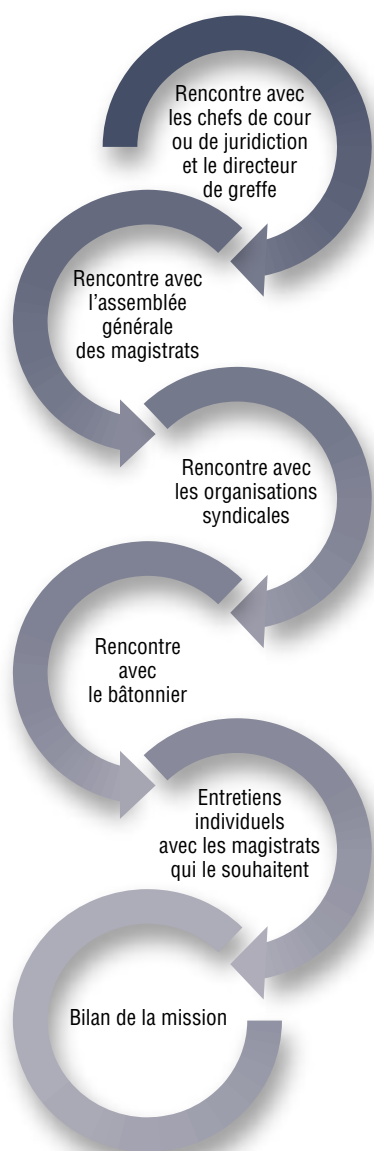 Rencontre avec
les chefs de cour
ou de juridiction
et le directeur
de greffe
Rencontre avec
l’assemblée
générale
des magistrats
Rencontre avec
les organisations
syndicales
Rencontre
avec
le bâtonnier
Entretiens
individuels
avec les magistrats
qui le souhaitent
Bilan de la mission